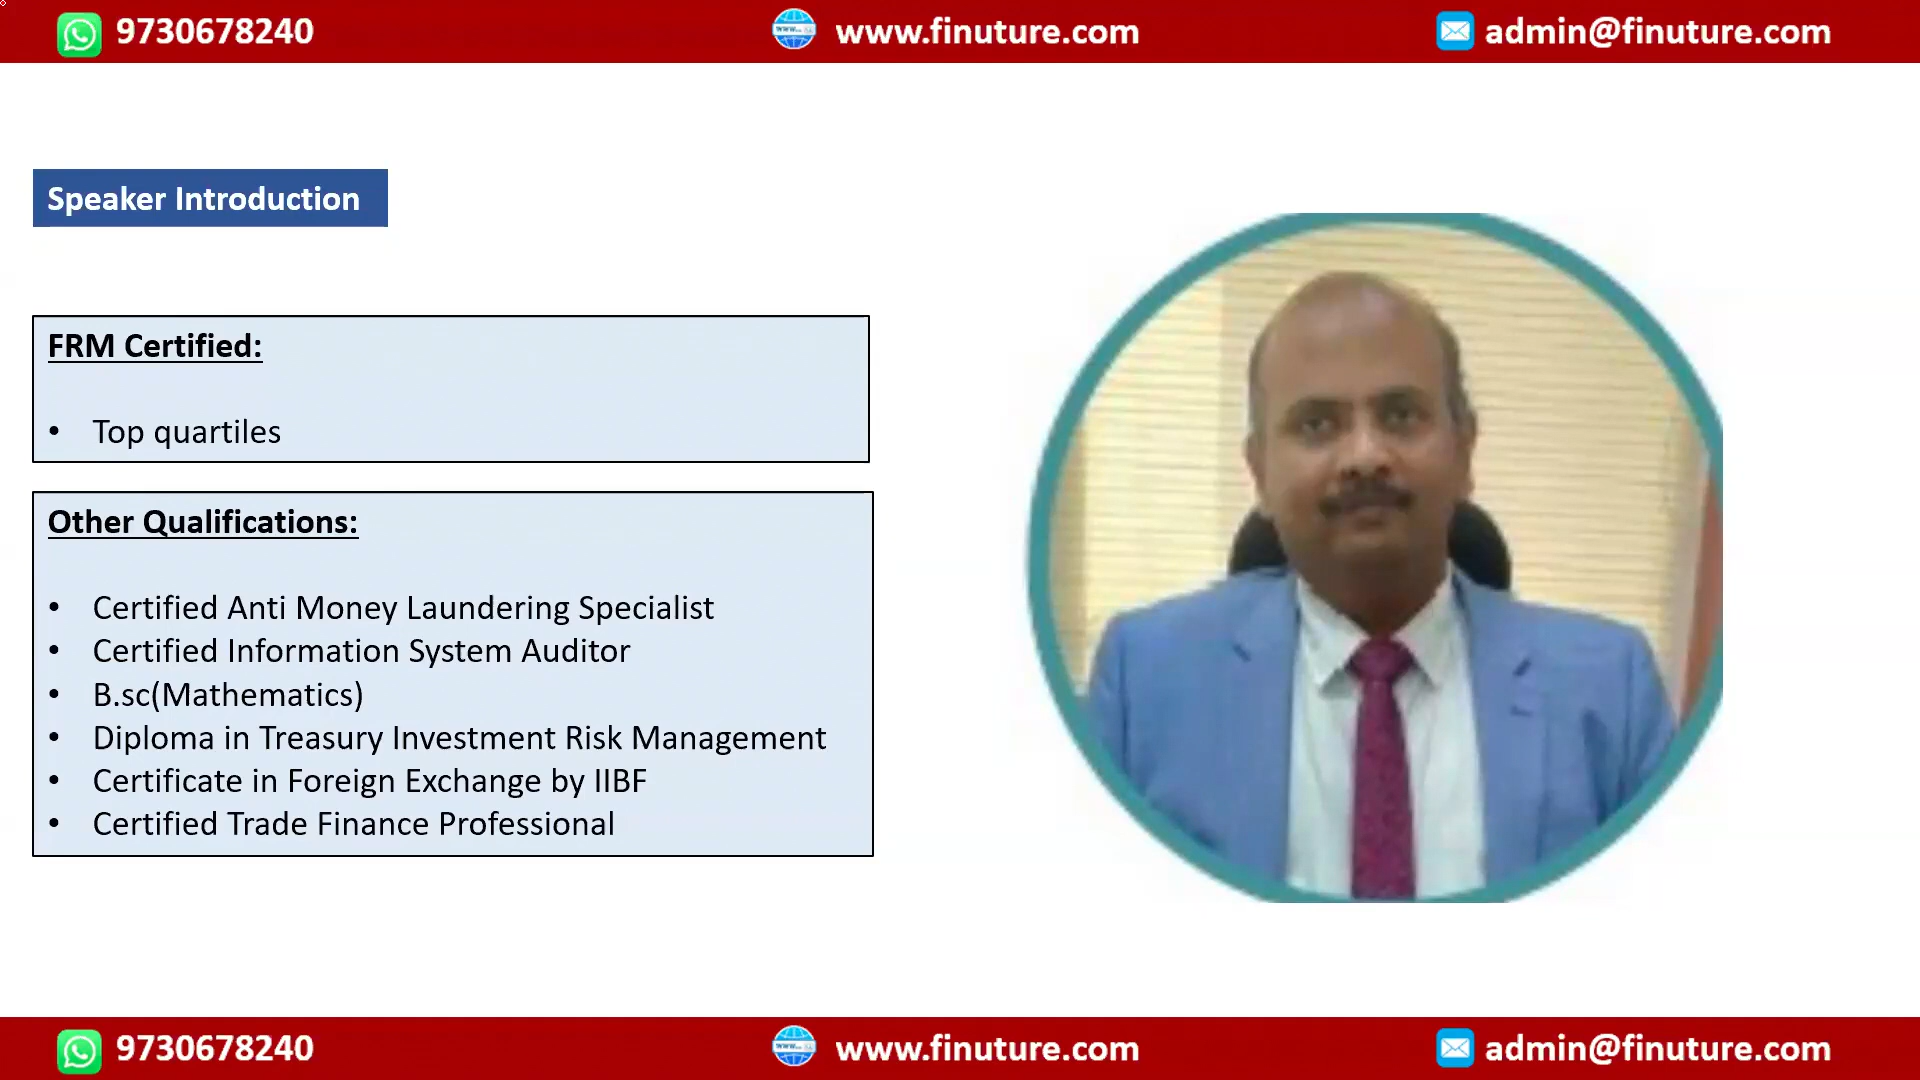 9730678240 www.finuture.com admin@finuture.com
Speaker Introduction
FRM Certified:
• Top quartiles
Other Qualifications:
• Certified Anti Money Laundering Specialist
• Certified Information System Auditor
• B.sc(Mathematics)
• Diploma in Treasury Investment Risk Management
• Certificate in Foreign Exchange by IIBF
• Certified Trade Finance Professional
9730678240 www.finuture.com admin@finuture.com